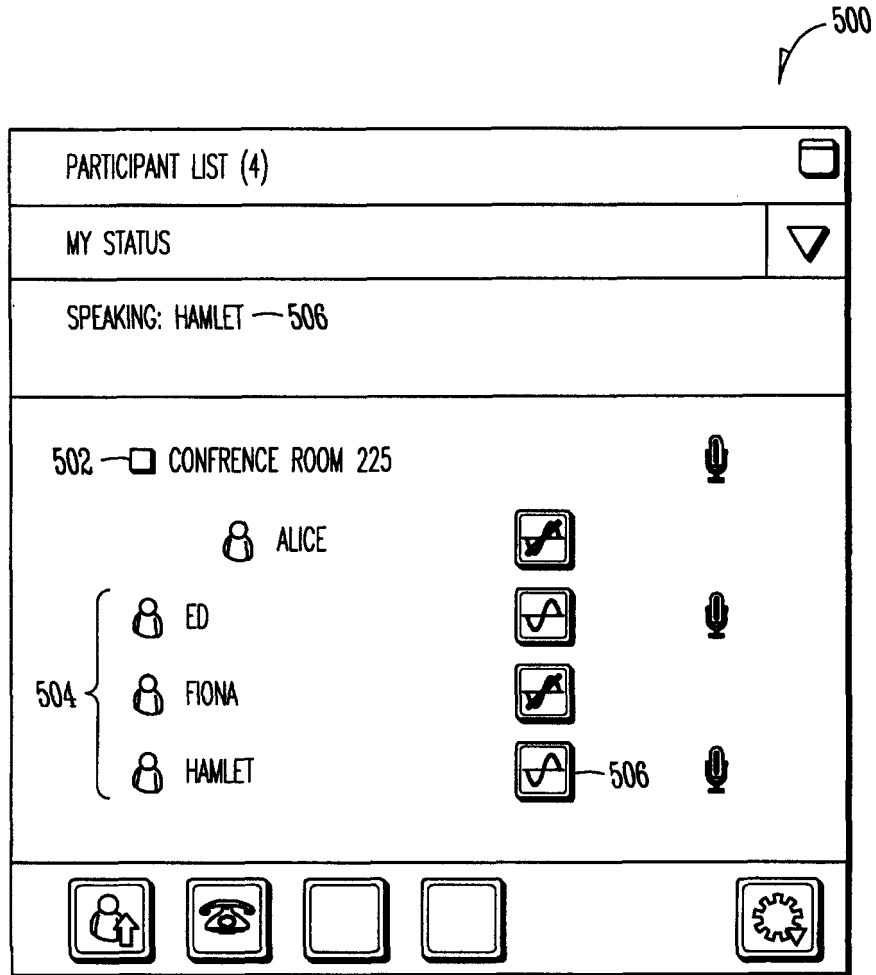 500
PARTICIPANT LIST (4)
MY STATUS
SPEAKING: HAMLET 506
502 CONFRENCE ROOM 225
ALICE
ED
504 FIONA
HAMLET 506